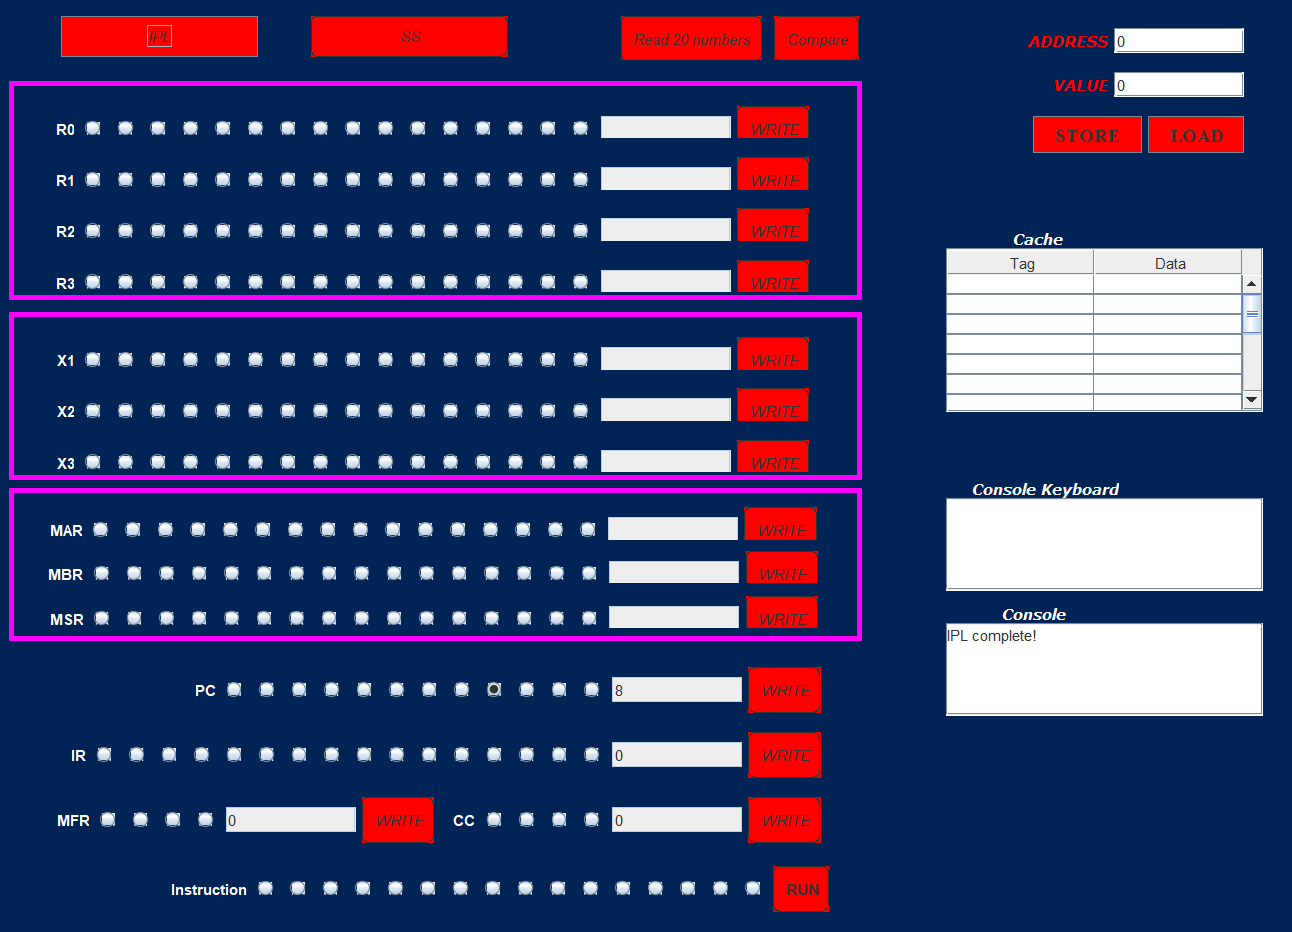 IPL SS Read 20 numbers Compare
ADDRESS 0
VALUE 0
STORE LOAD
R0 WRITE
R1 WRITE
R2 WRITE
R3 WRITE
Cache
Tag Data
X1 WRITE
X2 WRITE
X3 WRITE
Console Keyboard
MAR WRITE
MBR WRITE
MSR WRITE
Console
IPL complete!
PC 8 WRITE
IR 0 WRITE
MFR 0 WRITE CC 0 WRITE
Instruction RUN